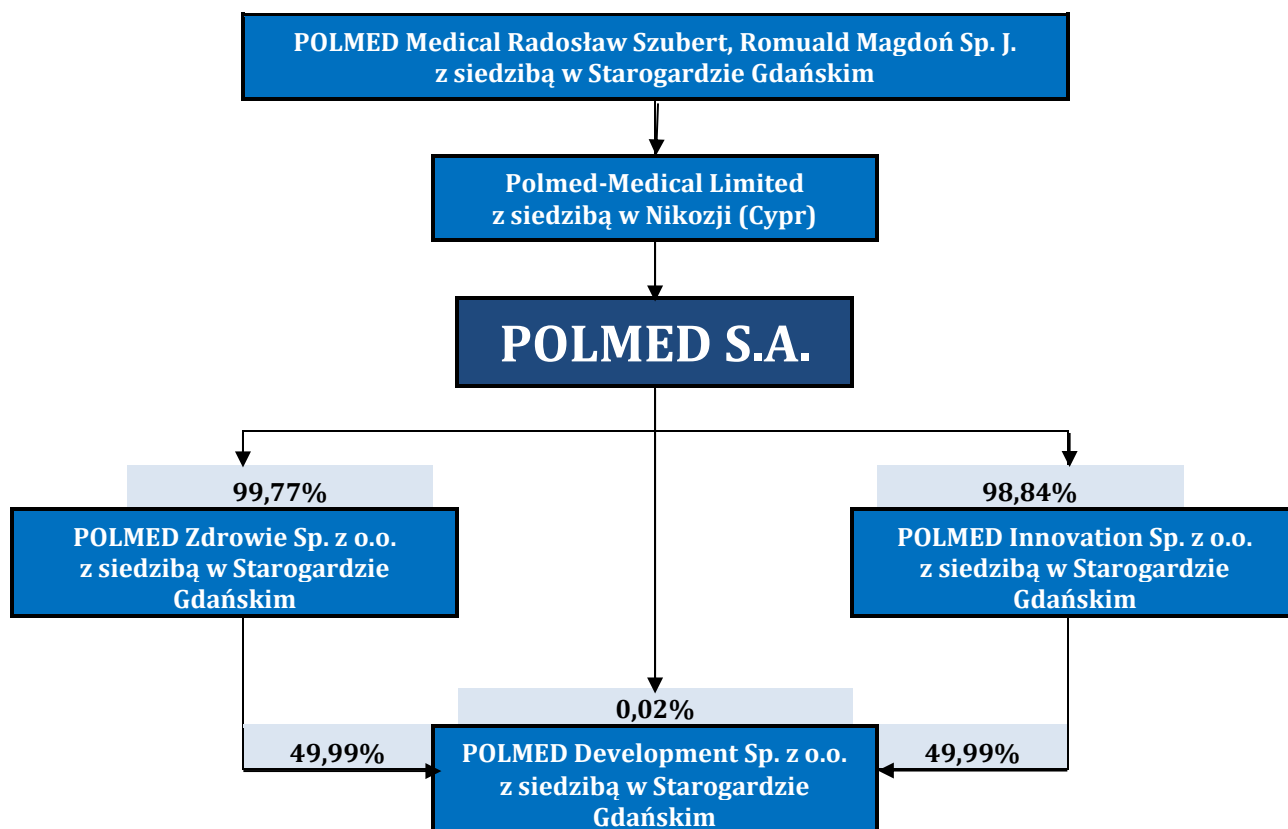 POLMED Medical Radosław Szubert, Romuald Magdoń Sp. J.
z siedzibą w Starogardzie Gdańskim
Polmed-Medical Limited
z siedzibą w Nikozji (Cypr)
POLMED S.A.
99,77%
98,84%
POLMED Zdrowie Sp. z o.o.
z siedzibą w Starogardzie
Gdańskim
POLMED Innovation Sp. z o.o.
z siedzibą w Starogardzie
Gdańskim
0,02%
49,99%
POLMED Development Sp. z o.o.
z siedzibą w Starogardzie
Gdańskim
49,99%